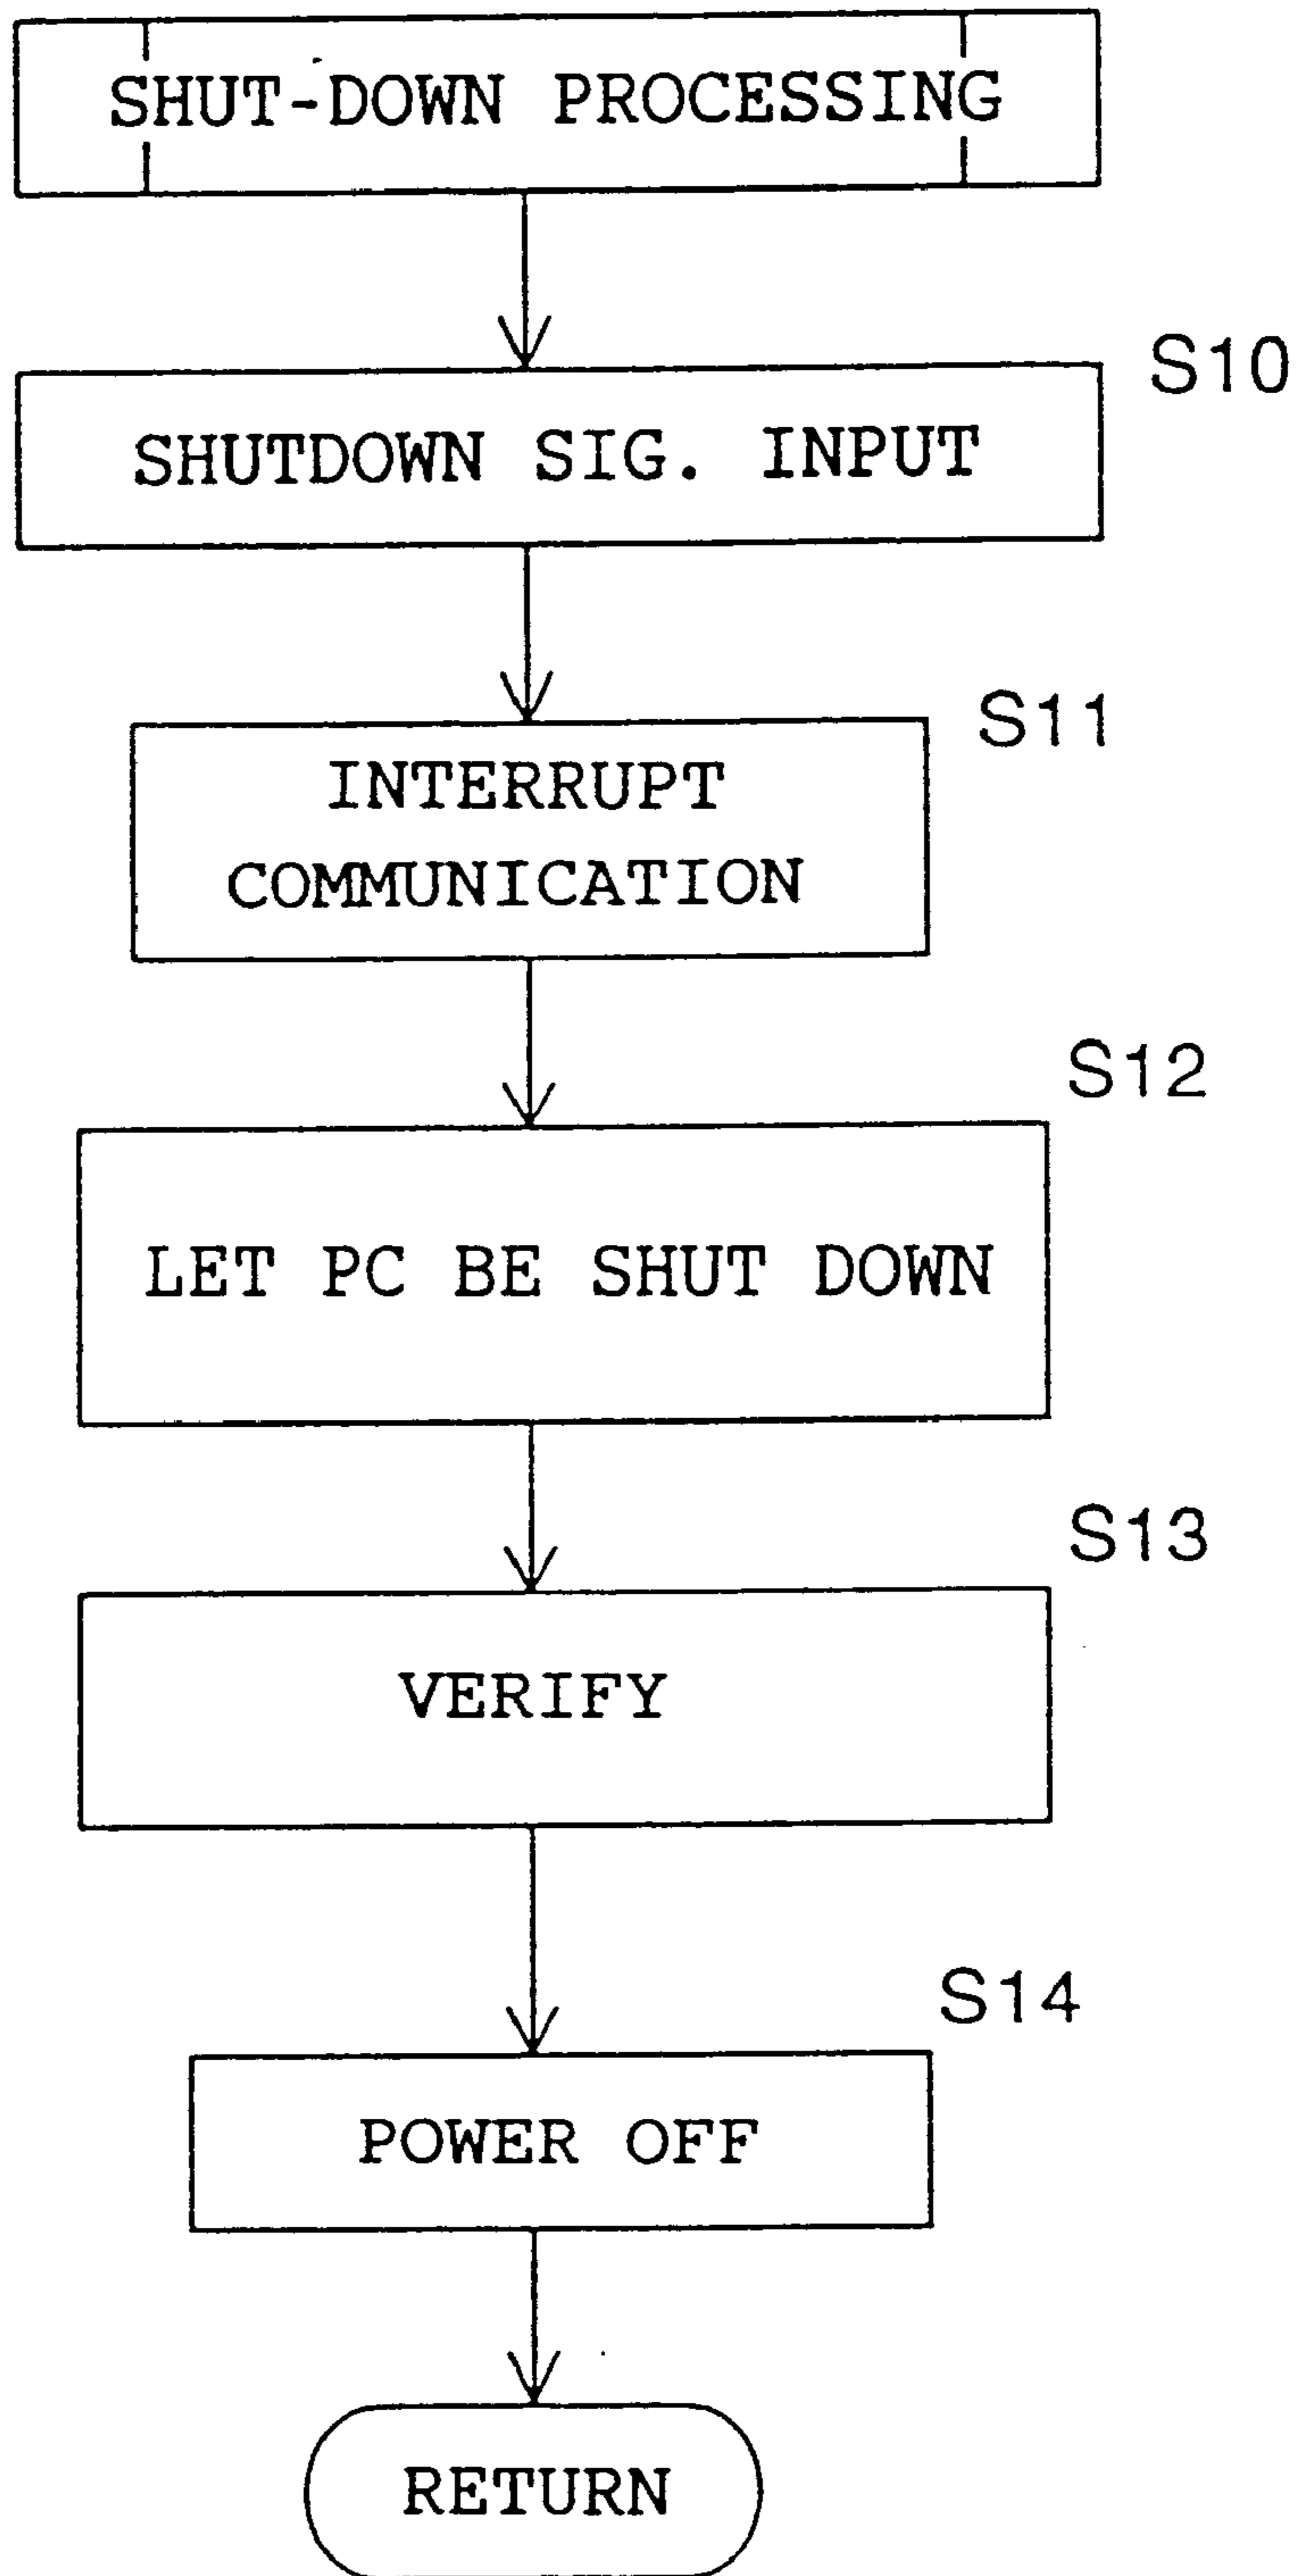 SHUT-DOWN PROCESSING
S10
SHUTDOWN SIG. INPUT
S11
INTERRUPT
COMMUNICATION
S12
LET PC BE SHUT DOWN
S13
VERIFY
S14
POWER OFF
RETURN